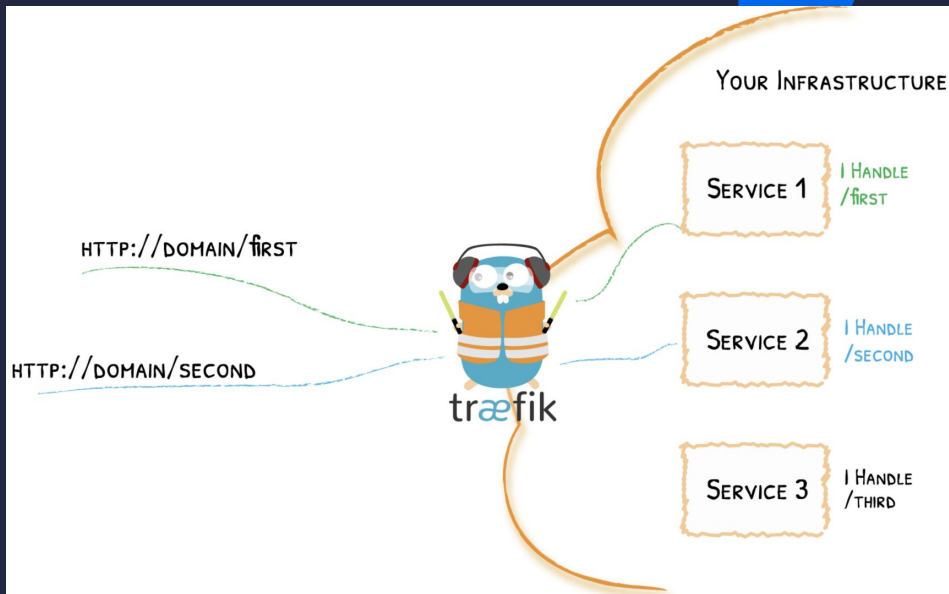 YOUR INFRASTRUCTURE
SERVICE 1
I HANDLE
/fiRST
HTTP://DOMAIN/fiRST
SERVICE 2
I HANDLE
/SECOND
HTTP://DOMAIN/SECOND
træfik
SERVICE 3
I HANDLE
/THIRD